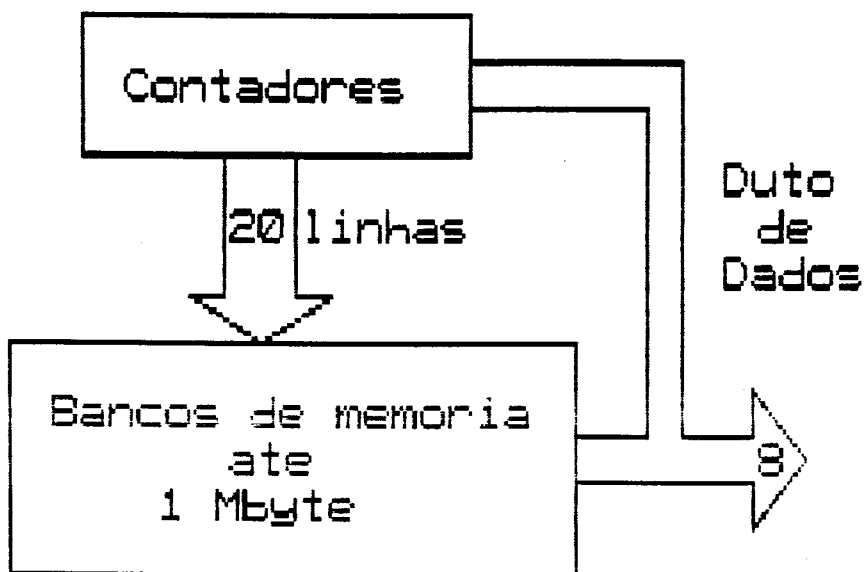 Contadores
20 linhas
Duto
de
Dados
Bancos de memoria
ate
1 Mbyte
8